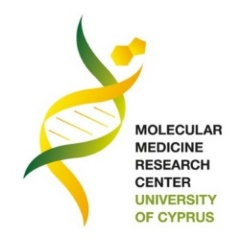 MOLECULAR
MEDICINE
RESEARCH
CENTER
UNIVERSITY
OF CYPRUS